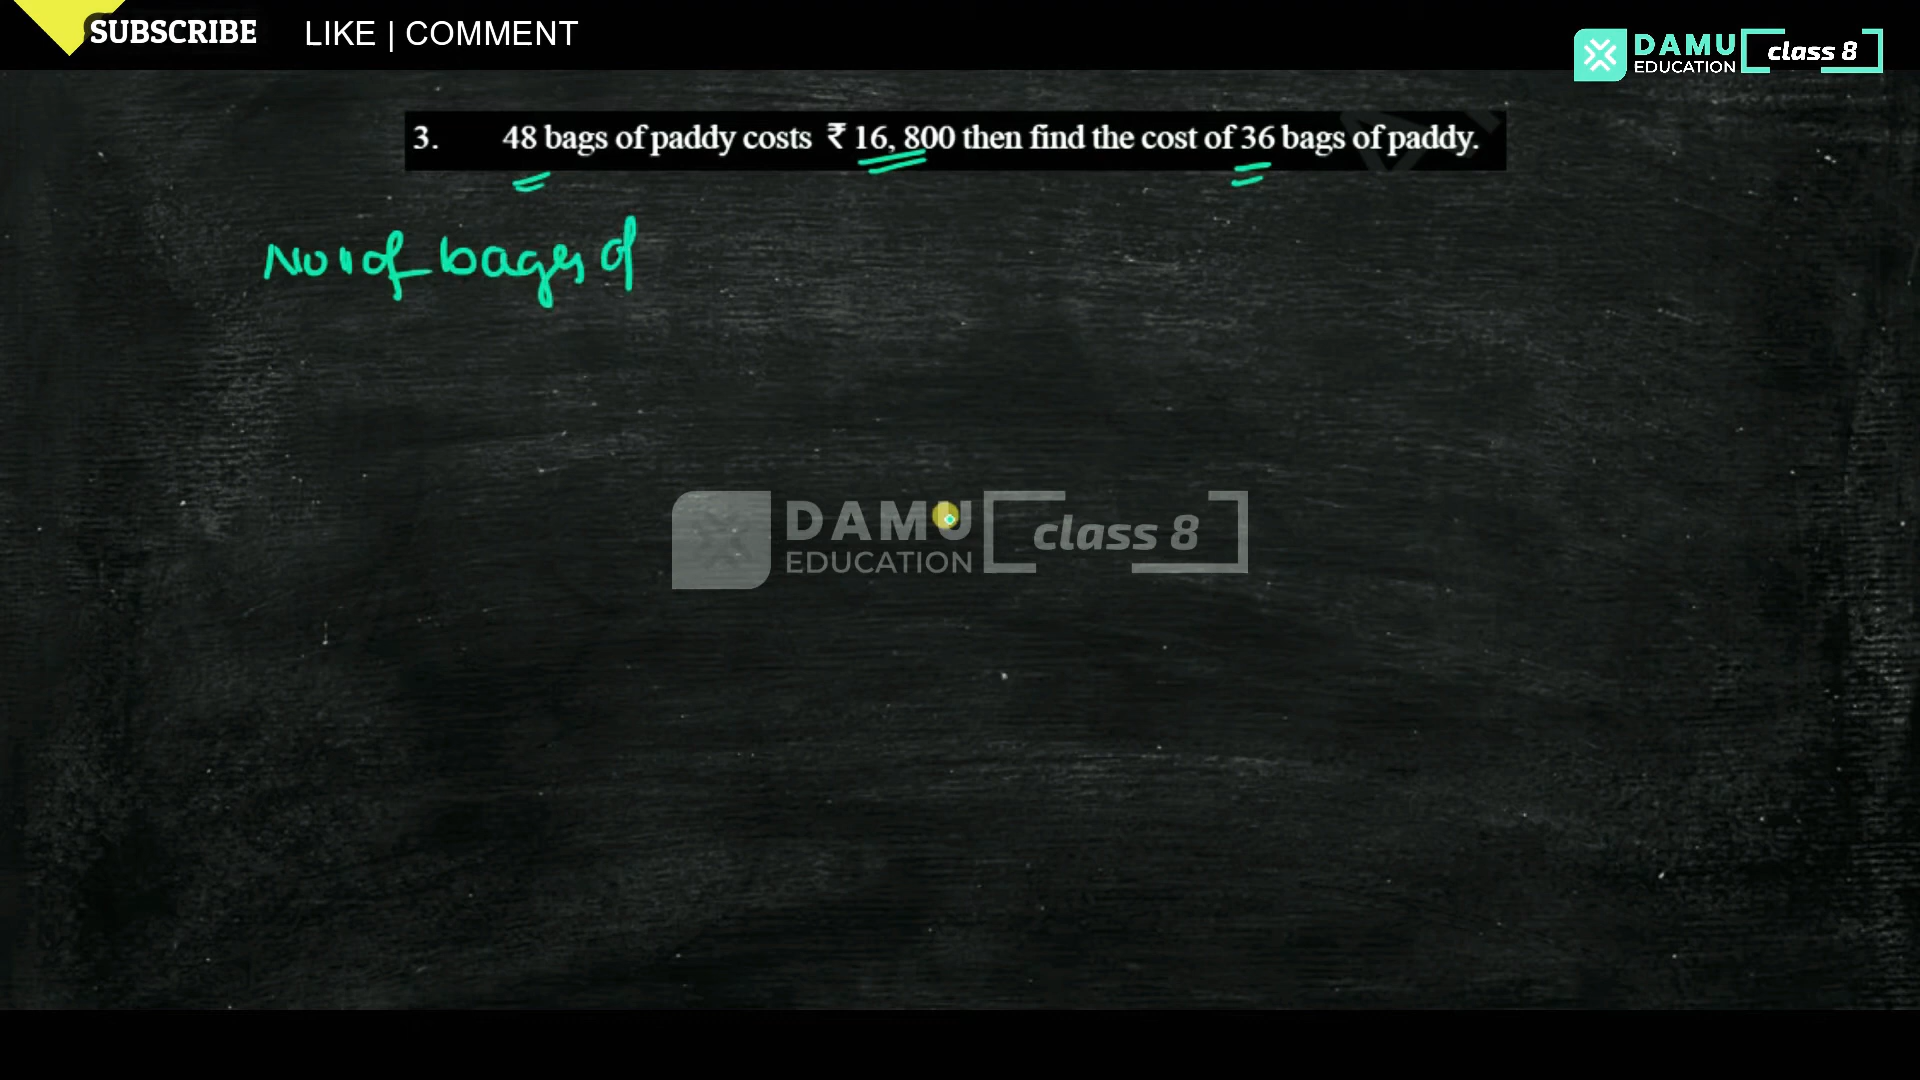 SUBSCRIBE LIKE | COMMENT
DAMU EDUCATION class 8
3. 48 bags of paddy costs ₹ 16, 800 then find the cost of 36 bags of paddy.
No. of bages of
DAMU EDUCATION class 8